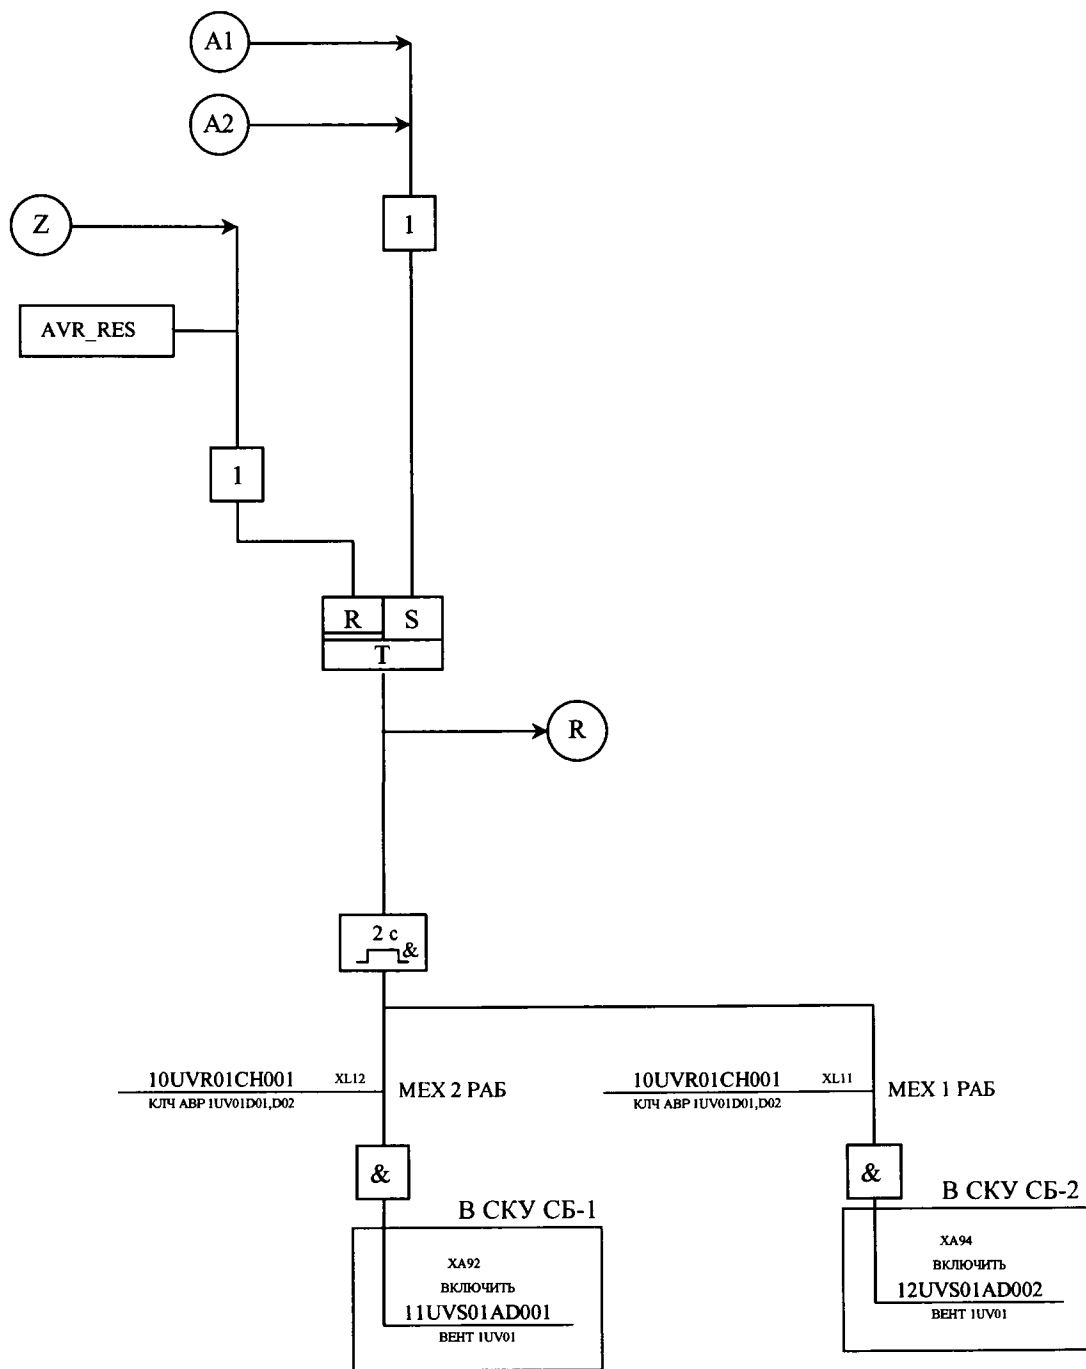 A1
A2
Z
1
AVR_RES
1
R S
T
R
2 с
&
10UVR01CH001 XL12
КЛЧ АВР 1UV01D01,D02
МЕХ 2 РАБ
10UVR01CH001 XL11
КЛЧ АВР 1UV01D01,D02
МЕХ 1 РАБ
&
&
В СКУ СБ-1
В СКУ СБ-2
XA92
ВКЛЮЧИТЬ
11UVS01AD001
ВЕНТ 1UV01
XA94
ВКЛЮЧИТЬ
12UVS01AD002
ВЕНТ 1UV01